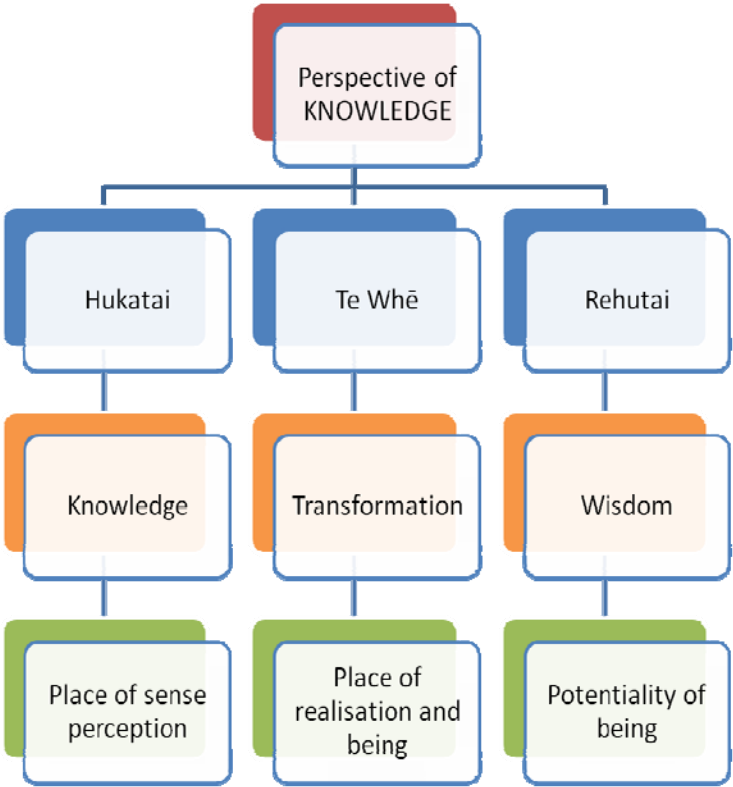 Perspective of
KNOWLEDGE
Hukatai
Te Whē
Rehutai
Knowledge
Transformation
Wisdom
Place of sense
perception
Place of
realisation and
being
Potentiality of
being